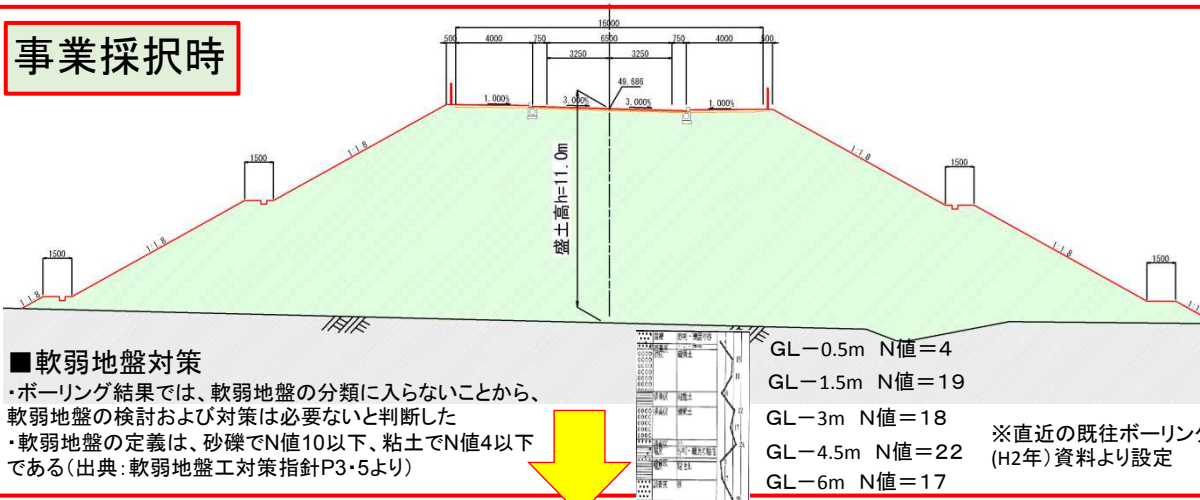 事業採択時
16000
500 4000 750 6500 750 4000 500
3250 3250
49.686
1.000% 3.000% 3.000% 1.000%
盛土高h=11.0m
1:1.8 1:1.8
1500 1500
1:1.8 1:1.8
1500 1500
1:1.8
■軟弱地盤対策
・ボーリング結果では、軟弱地盤の分類に入らないことから、
軟弱地盤の検討および対策は必要ないと判断した
・軟弱地盤の定義は、砂礫でN値10以下、粘土でN値4以下
である(出典:軟弱地盤工対策指針P3・5より)
GL-0.5m N値=4
GL-1.5m N値=19
GL-3m N値=18
GL-4.5m N値=22
GL-6m N値=17
※直近の既往ボーリング
(H2年)資料より設定